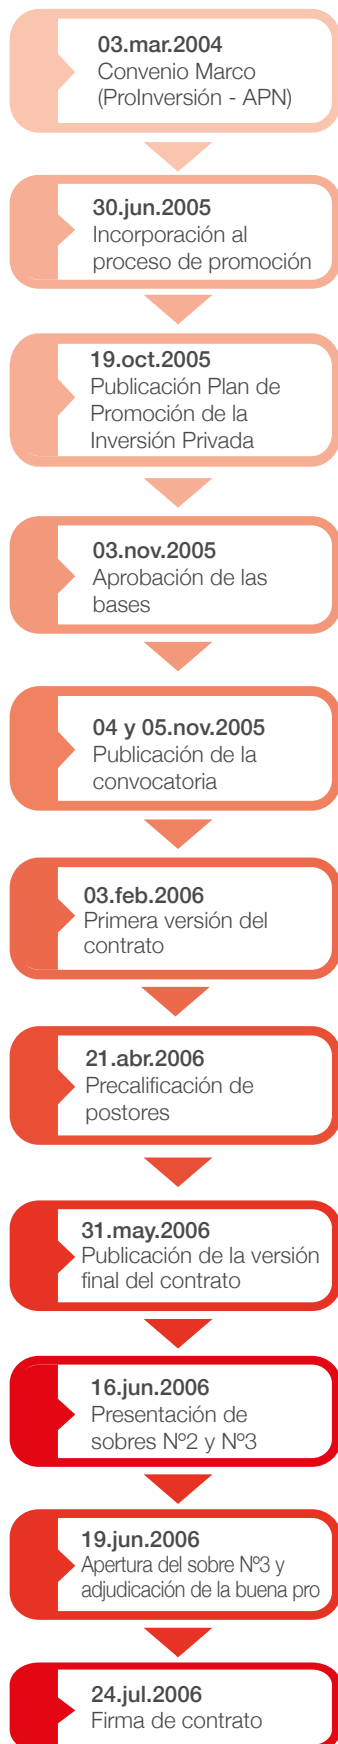 03.mar.2004
Convenio Marco
(ProInversión - APN)
30.jun.2005
Incorporación al
proceso de promoción
19.oct.2005
Publicación Plan de
Promoción de la
Inversión Privada
03.nov.2005
Aprobación de las
bases
04 y 05.nov.2005
Publicación de la
convocatoria
03.feb.2006
Primera versión del
contrato
21.abr.2006
Precalificación de
postores
31.may.2006
Publicación de la versión
final del contrato
16.jun.2006
Presentación de
sobres Nº2 y Nº3
19.jun.2006
Apertura del sobre Nº3 y
adjudicación de la buena pro
24.jul.2006
Firma de contrato